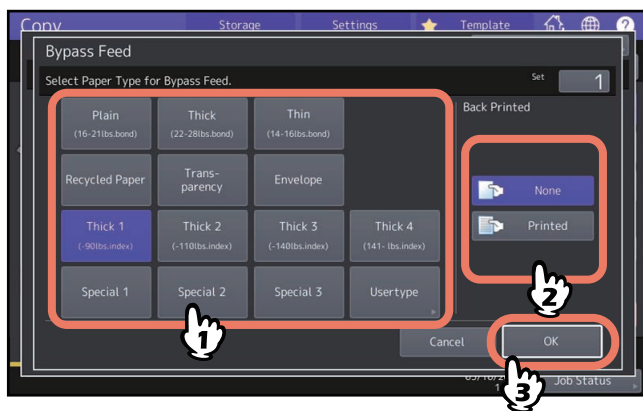 Copy Storage Settings Template ?
Bypass Feed
Select Paper Type for Bypass Feed. Set 1
Back Printed
Plain Thick Thin
(16-21lbs.bond) (22-28lbs.bond) (14-16lbs.bond)
Recycled Paper Trans- Envelope
parency
None
Thick 1 Thick 2 Thick 3 Thick 4 Printed
(-90lbs.index) (-110lbs.index) (-140lbs.index) (141- lbs.index)
Special 1 Special 2 Special 3 Usertype
2
1
Cancel OK
3
Job Status